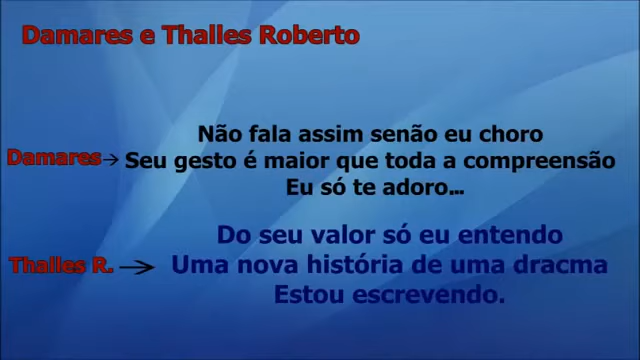 Damares e Thalles Roberto
Não fala assim senão eu choro
Damares→ Seu gesto é maior que toda a compreensão
Eu só te adoro...
Do seu valor só eu entendo
Thalles R. → Uma nova história de uma dracma
Estou escrevendo.